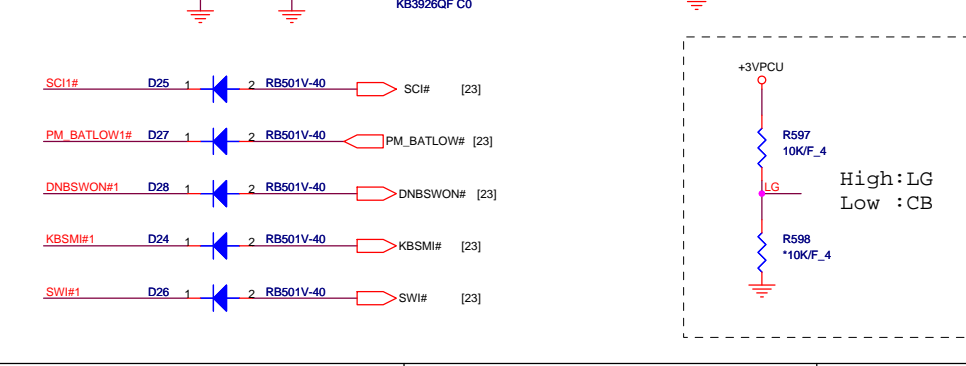 KB3926QF C0
SCI1# D25 1 2 RB501V-40 SCI# [23]
PM_BATLOW1# D27 1 2 RB501V-40 PM_BATLOW# [23]
DNBSWON#1 D28 1 2 RB501V-40 DNBSWON# [23]
KBSMI#1 D24 1 2 RB501V-40 KBSMI# [23]
SWI#1 D26 1 2 RB501V-40 SWI# [23]
+3VPCU
R597
10K/F_4
LG
High:LG
Low :CB
R598
*10K/F_4